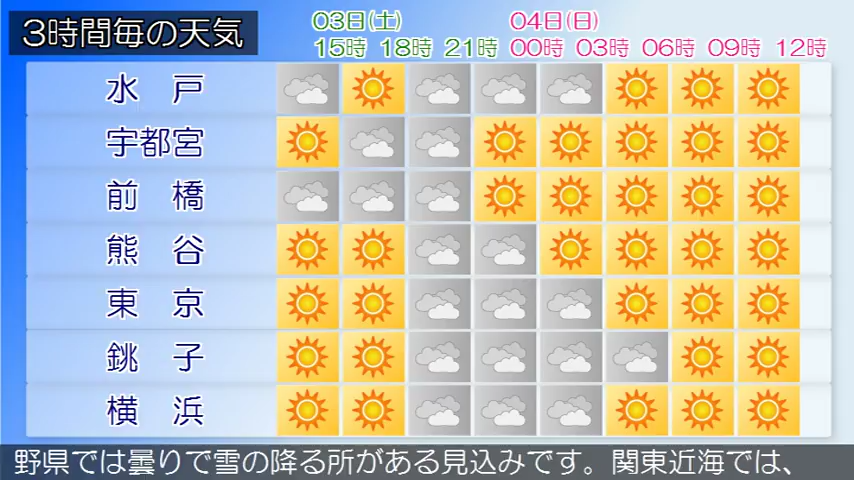 3時間毎の天気
03日(土) 04日(日)
15時 18時 21時 00時 03時 06時 09時 12時
水 戸
宇都宮
前 橋
熊 谷
東 京
銚 子
横 浜
野県では曇りで雪の降る所がある見込みです。関東近海では、